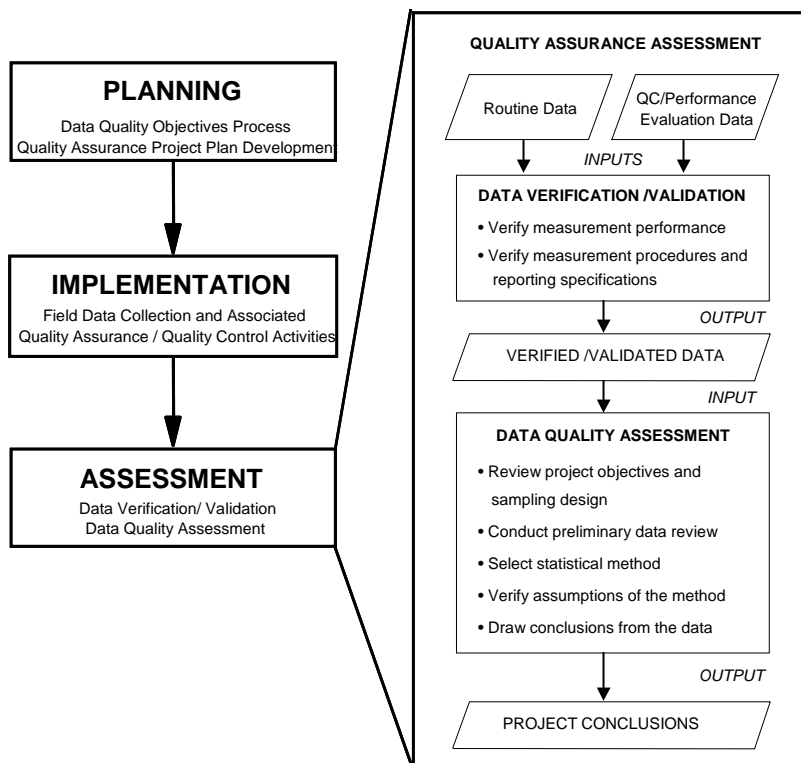 PLANNING
Data Quality Objectives Process
Quality Assurance Project Plan Development
IMPLEMENTATION
Field Data Collection and Associated
Quality Assurance / Quality Control Activities
ASSESSMENT
Data Verification/ Validation
Data Quality Assessment
QUALITY ASSURANCE ASSESSMENT
Routine Data
QC/Performance
Evaluation Data
INPUTS
DATA VERIFICATION /VALIDATION
• Verify measurement performance
• Verify measurement procedures and
reporting specifications
OUTPUT
VERIFIED /VALIDATED DATA
INPUT
DATA QUALITY ASSESSMENT
• Review project objectives and
sampling design
• Conduct preliminary data review
• Select statistical method
• Verify assumptions of the method
• Draw conclusions from the data
OUTPUT
PROJECT CONCLUSIONS